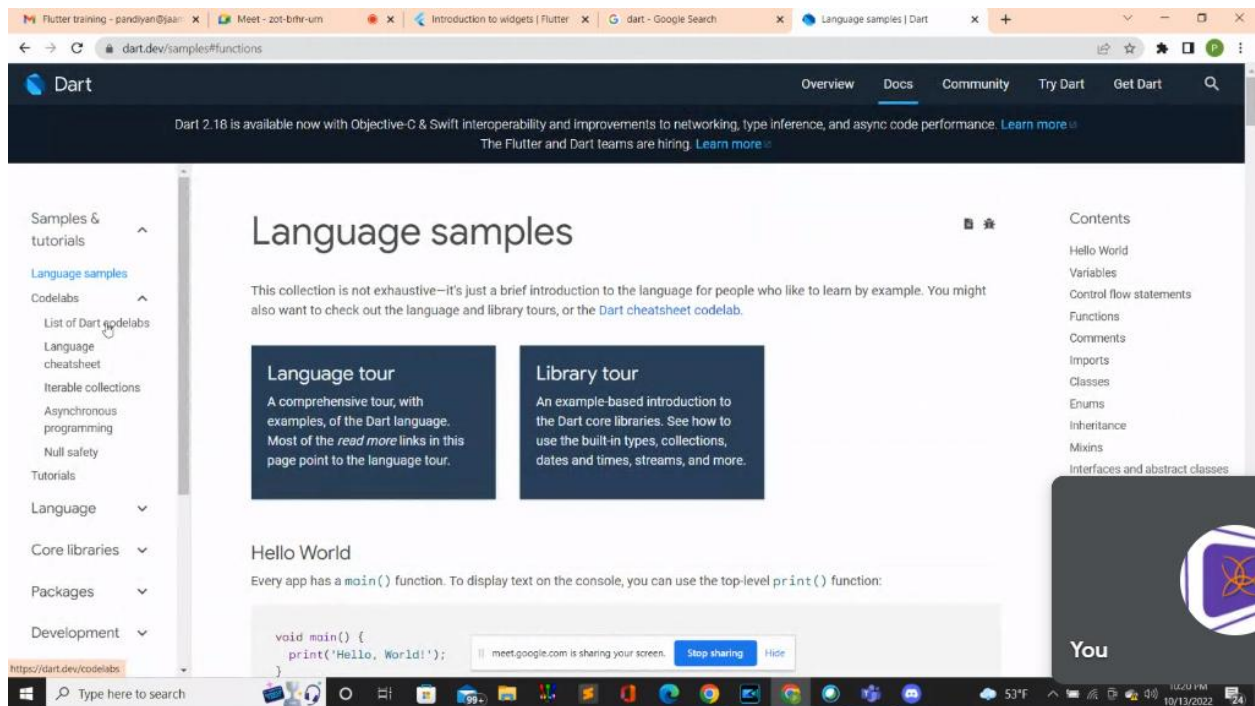 Flutter training - pandiyan@jaan
Meet - zot-brhr-urn
Introduction to widgets | Flutter
dart - Google Search
Language samples | Dart
dart.dev/samples#functions
P
Dart
Overview
Docs
Community
Try Dart
Get Dart
Dart 2.18 is available now with Objective-C & Swift interoperability and improvements to networking, type inference, and async code performance. Learn more
The Flutter and Dart teams are hiring. Learn more
Samples &
tutorials
Language samples
Codelabs
List of Dart codelabs
Language
cheatsheet
Iterable collections
Asynchronous
programming
Null safety
Tutorials
Language
Core libraries
Packages
Development
https://dart.dev/codelabs
Language samples
This collection is not exhaustive—it's just a brief introduction to the language for people who like to learn by example. You might
also want to check out the language and library tours, or the Dart cheatsheet codelab.
Language tour
A comprehensive tour, with
examples, of the Dart language.
Most of the read more links in this
page point to the language tour.
Library tour
An example-based introduction to
the Dart core libraries. See how to
use the built-in types, collections,
dates and times, streams, and more.
Hello World
Every app has a main() function. To display text on the console, you can use the top-level print() function:
void main() {
print('Hello, World!');
}
Contents
Hello World
Variables
Control flow statements
Functions
Comments
Imports
Classes
Enums
Inheritance
Mixins
Interfaces and abstract classes
You
meet.google.com is sharing your screen.
Stop sharing
Hide
Type here to search
99+
53°F
10:20 PM
10/13/2022
24